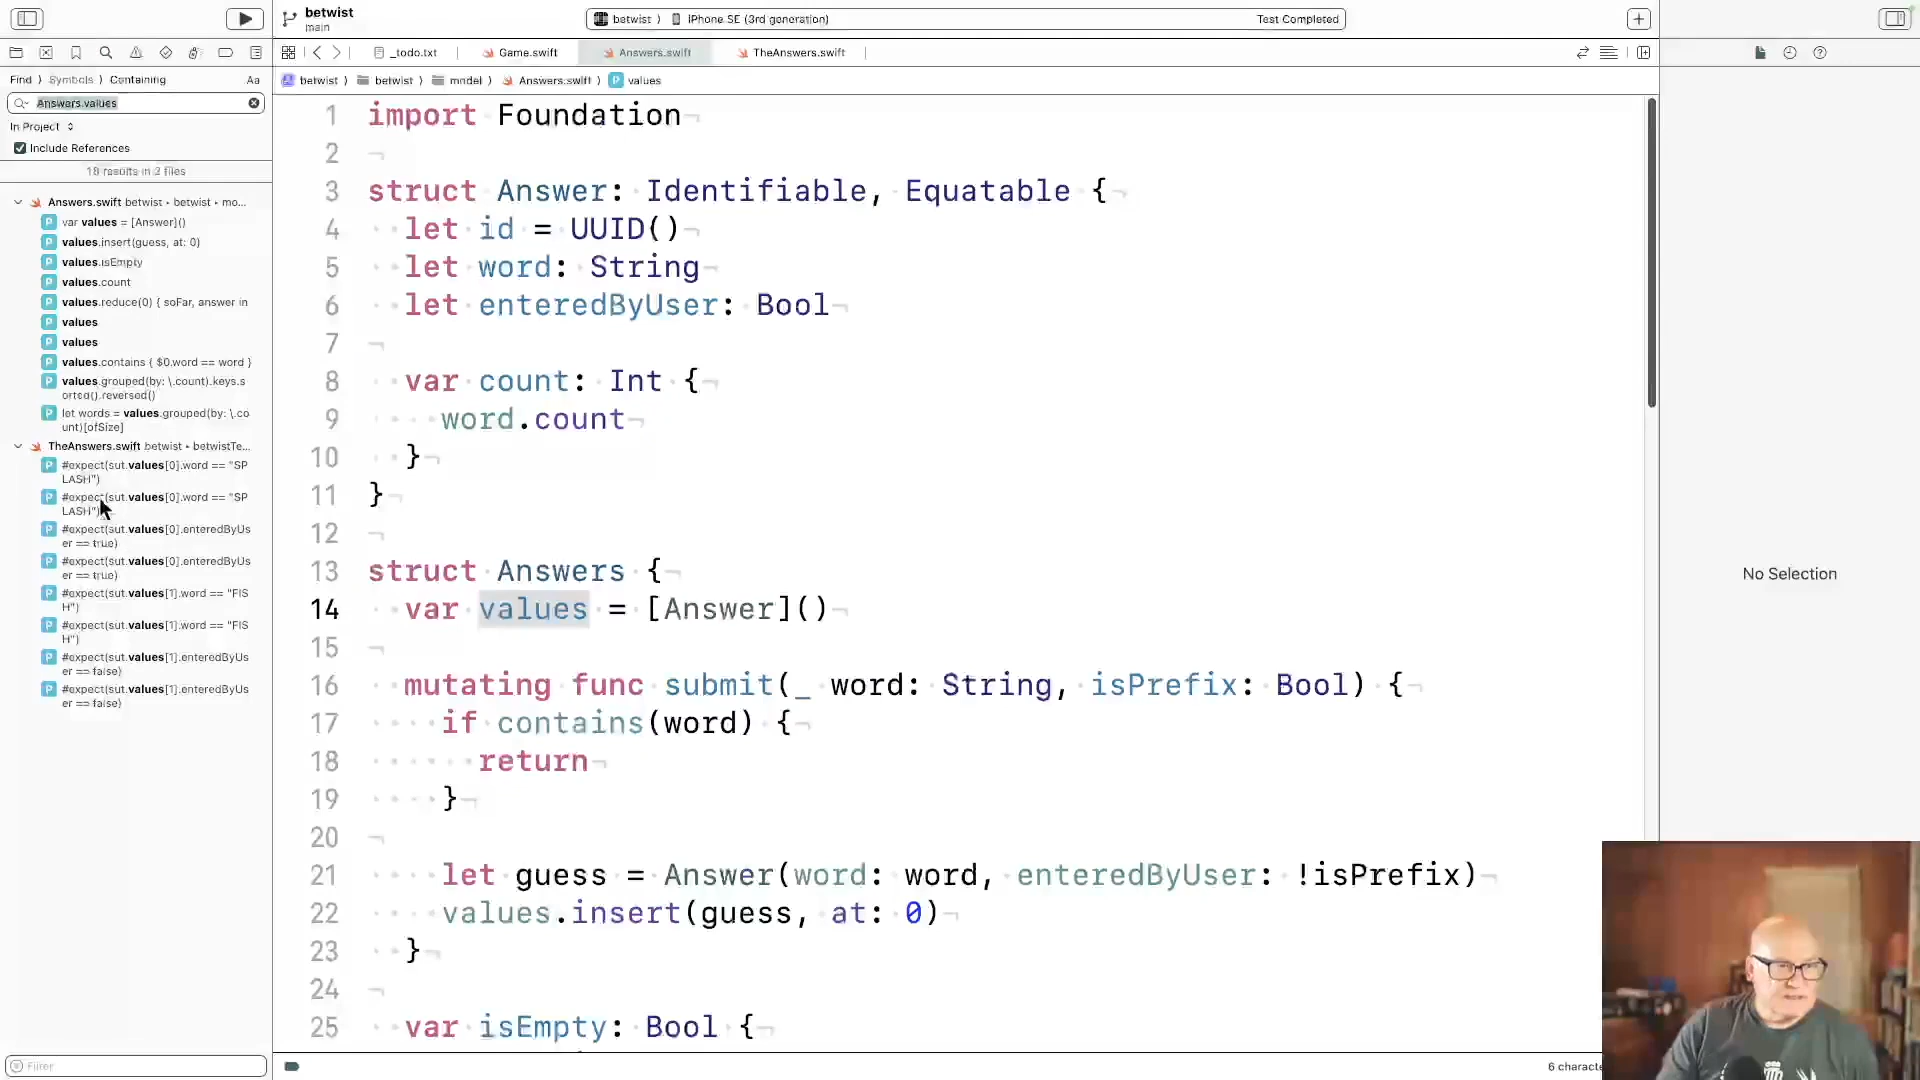 betwist
main
betwist
iPhone SE (3rd generation)
Test Completed
_todo.txt
Game.swift
Answers.swift
TheAnswers.swift
Find
Symbols
Containing
Aa
betwist
betwist
model
Answers.swift
values
Answers.values
In Project
Include References
18 results in 2 files
Answers.swift betwist • betwist • mo...
var values = [Answer]()
values.insert(guess, at: 0)
values.isEmpty
values.count
values.reduce(0) { soFar, answer in
values
values
values.contains { $0.word == word }
values.grouped(by: \.count).keys.s
orted().reversed()
let words = values.grouped(by: \.co
unt)[ofSize]
TheAnswers.swift betwist • betwistTe...
#expect(sut.values[0].word == "SP
LASH")
#expect(sut.values[0].word == "SP
LASH")
#expect(sut.values[0].enteredByUs
er == true)
#expect(sut.values[0].enteredByUs
er == true)
#expect(sut.values[1].word == "FIS
H")
#expect(sut.values[1].word == "FIS
H")
#expect(sut.values[1].enteredByUs
er == false)
#expect(sut.values[1].enteredByUs
er == false)
Filter
1 import Foundation
2
3 struct Answer: Identifiable, Equatable {
4 let id = UUID()
5 let word: String
6 let enteredByUser: Bool
7
8 var count: Int {
9 word.count
10 }
11 }
12
13 struct Answers {
14 var values = [Answer]()
15
16 mutating func submit(_ word: String, isPrefix: Bool) {
17 if contains(word) {
18 return
19 }
20
21 let guess = Answer(word: word, enteredByUser: !isPrefix)
22 values.insert(guess, at: 0)
23 }
24
25 var isEmpty: Bool {
No Selection
6 characte